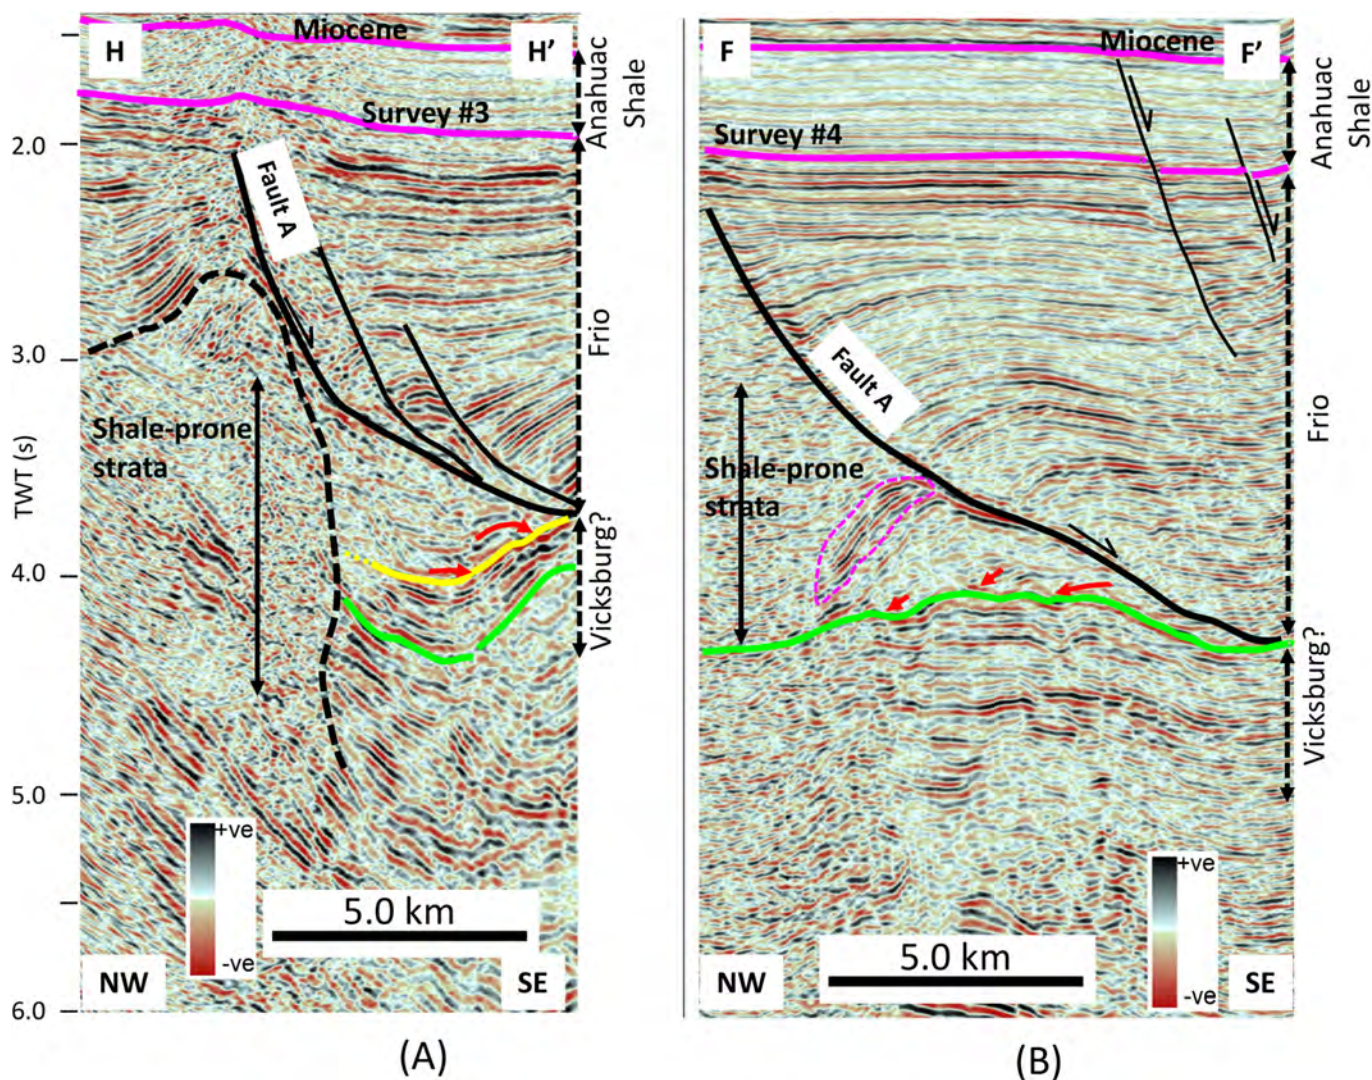 H
Miocene
H’
Anahuac
Shale
Survey #3
2.0
Fault A
3.0
Frio
Shale-prone
strata
TWT (s)
4.0
Vicksburg?
5.0
+ve
-ve
5.0 km
NW
SE
6.0
(A)
F
Miocene
F’
Anahuac
Shale
Survey #4
Fault A
Frio
Shale-prone
strata
Vicksburg?
+ve
-ve
5.0 km
NW
SE
(B)